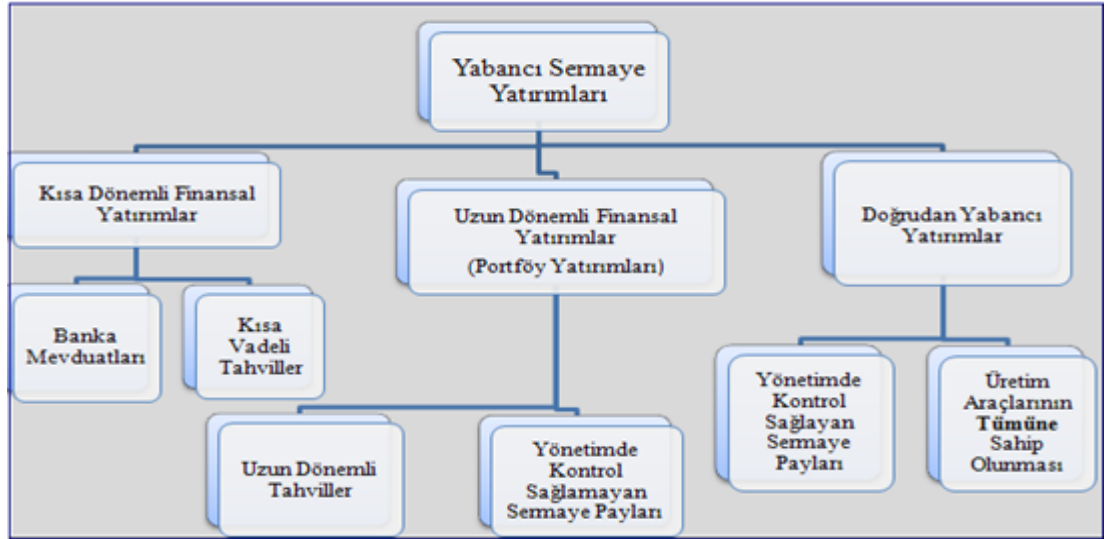 Yabancı Sermaye
Yatırımları
Kısa Dönemli Finansal
Yatırımlar
Uzun Dönemli Finansal
Yatırımlar
(Portföy Yatırımları)
Doğrudan Yabancı
Yatırımlar
Banka
Mevduatları
Kısa
Vadeli
Tahviller
Uzun Dönemli
Tahviller
Yönetimde
Kontrol
Sağlamayan
Sermaye Payları
Yönetimde
Kontrol
Sağlayan
Sermaye
Payları
Üretim
Araçlarının
Tümüne
Sahip
Olunması